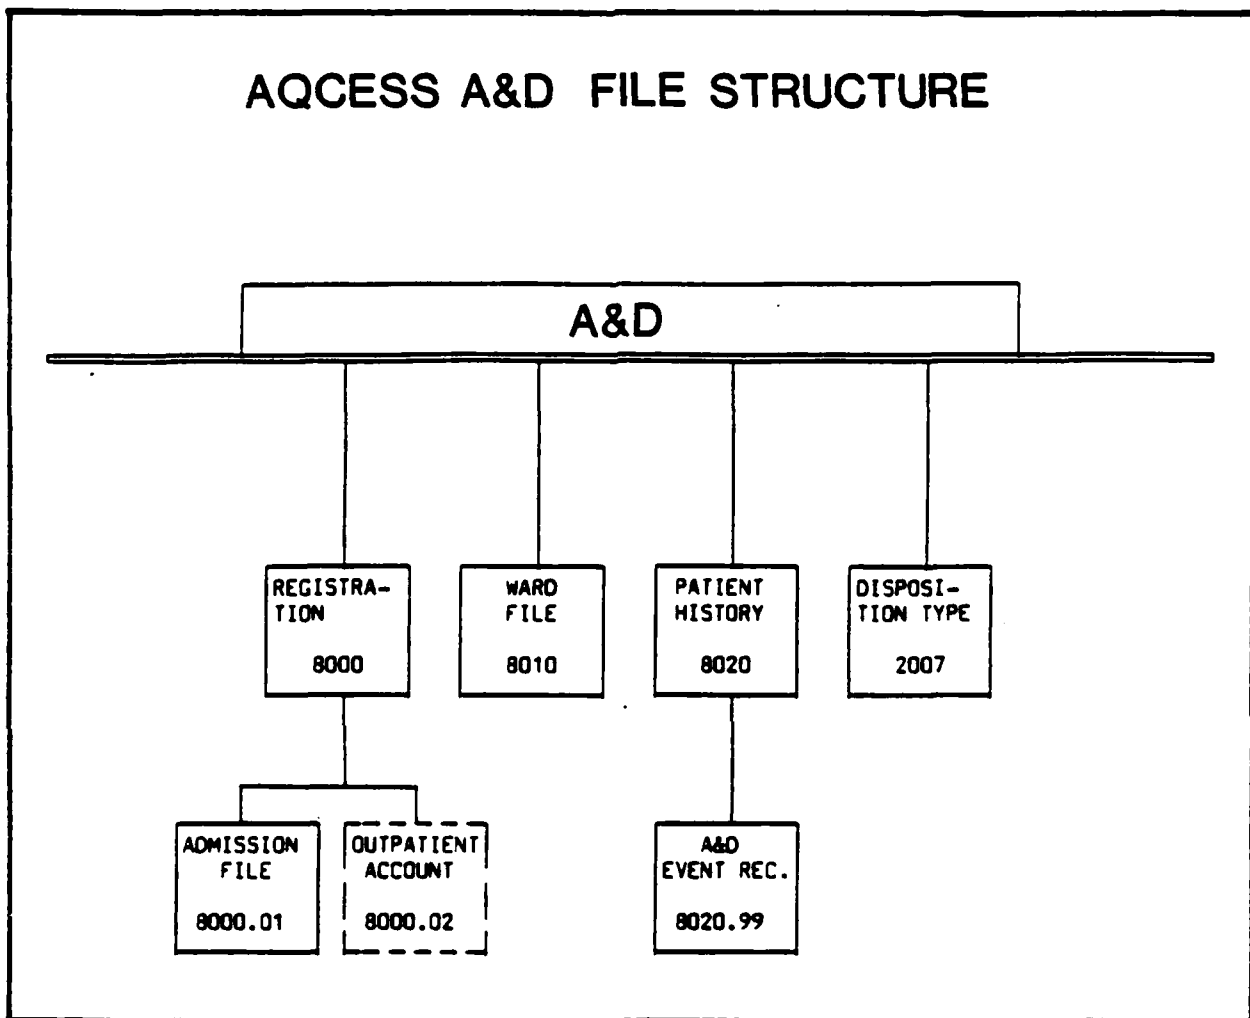 AQCESS A&D FILE STRUCTURE
A&D
REGISTRA-
TION
8000
WARD
FILE
8010
PATIENT
HISTORY
8020
DISPOSI-
TION TYPE
2007
ADMISSION
FILE
8000.01
OUTPATIENT
ACCOUNT
8000.02
A&D
EVENT REC.
8020.99